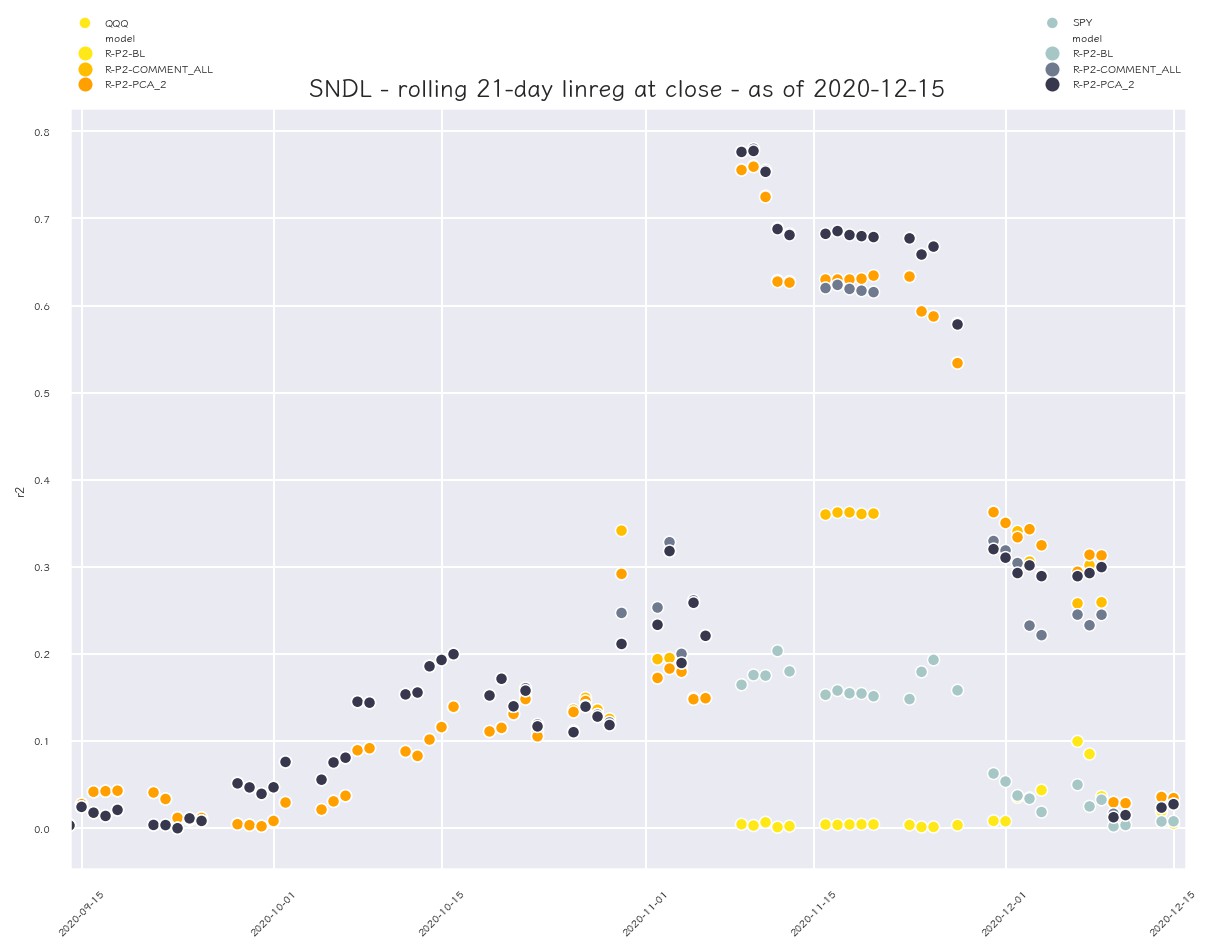 QQQ
model
R-P2-BL
R-P2-COMMENT_ALL
R-P2-PCA_2
SPY
model
R-P2-BL
R-P2-COMMENT_ALL
R-P2-PCA_2
SNDL - rolling 21-day linreg at close - as of 2020-12-15
0.8
0.7
0.6
0.5
0.4
0.3
0.2
0.1
0.0
r2
2020-09-15
2020-10-01
2020-10-15
2020-11-01
2020-11-15
2020-12-01
2020-12-15